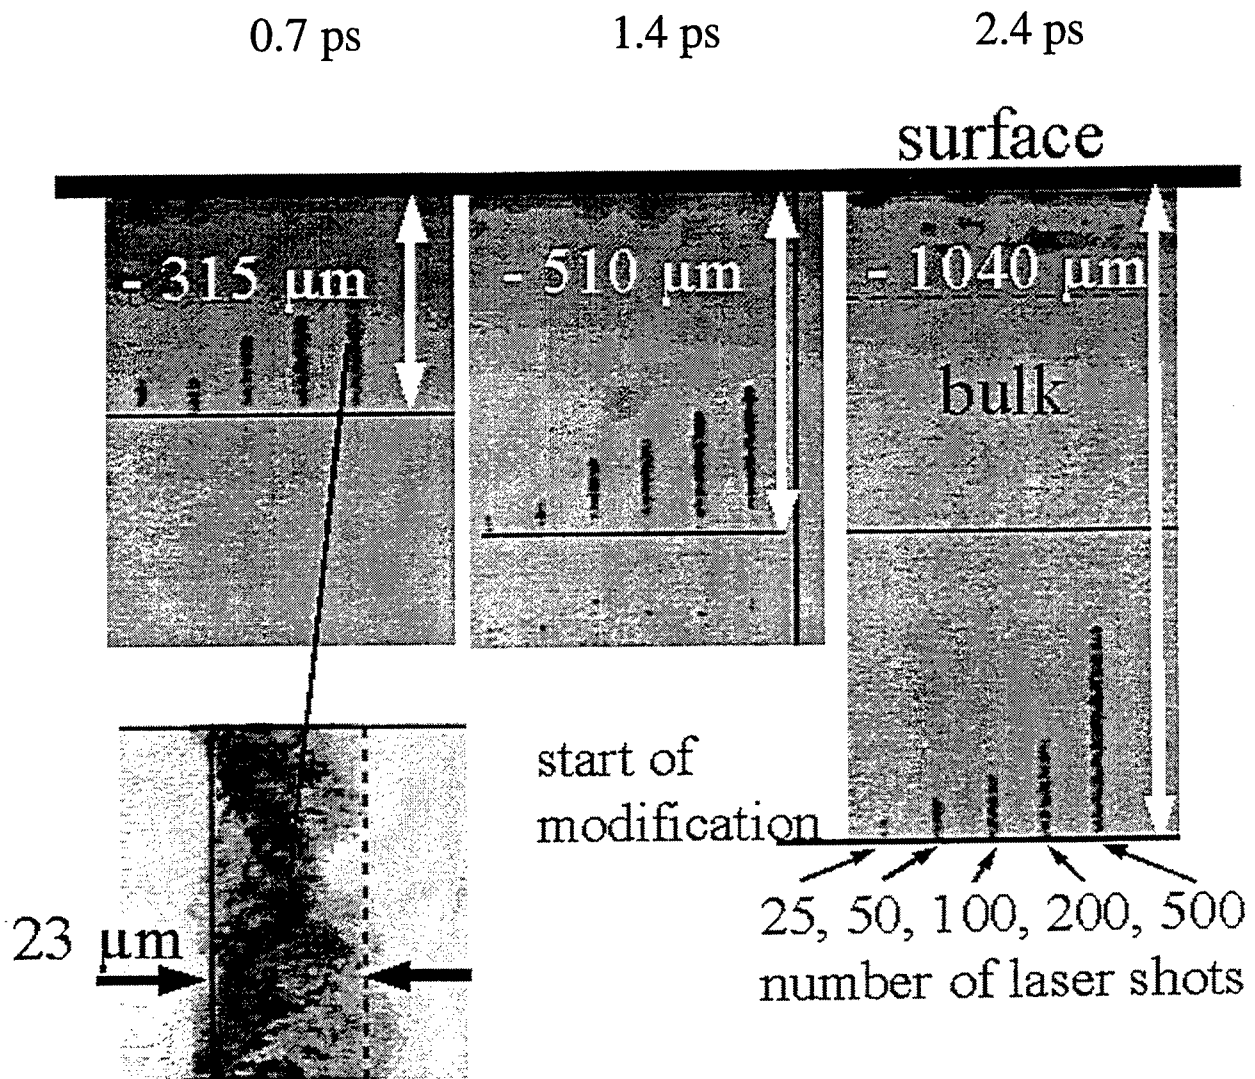 0.7 ps
1.4 ps
2.4 ps
surface
- 315 µm
- 510 µm
- 1040 µm
bulk
start of
modification
23 µm
25, 50, 100, 200, 500
number of laser shots